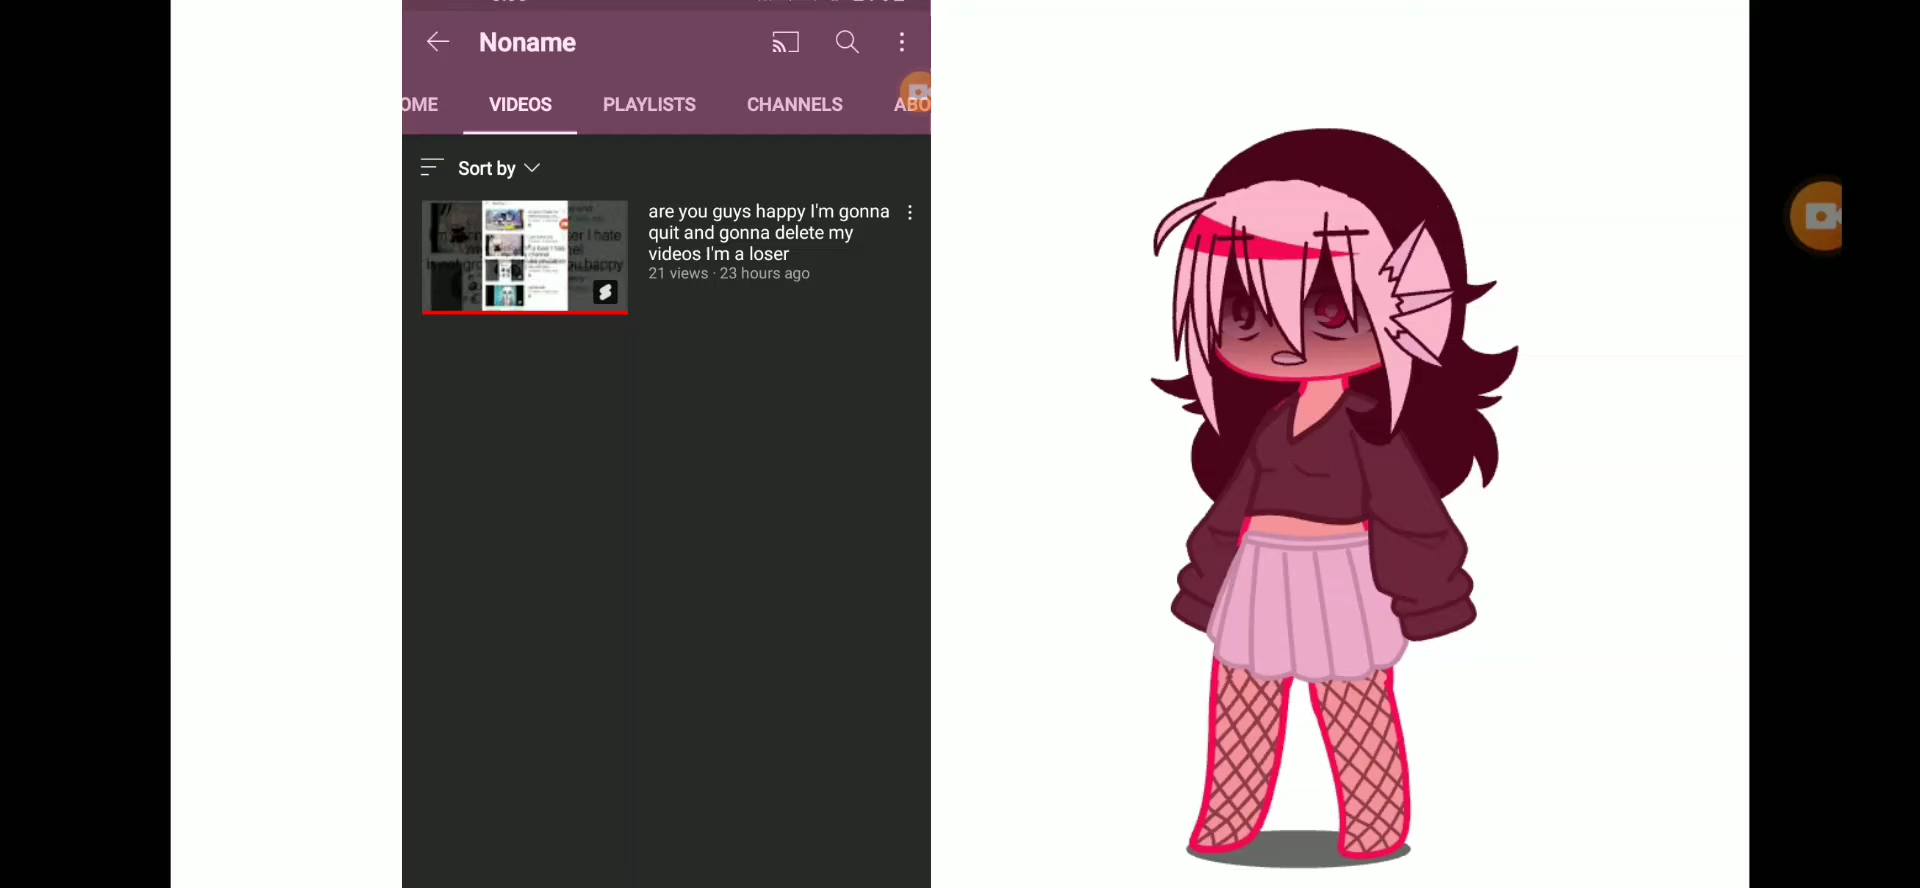 Noname
OME VIDEOS PLAYLISTS CHANNELS ABO
Sort by
are you guys happy I'm gonna
quit and gonna delete my
videos I'm a loser
21 views · 23 hours ago